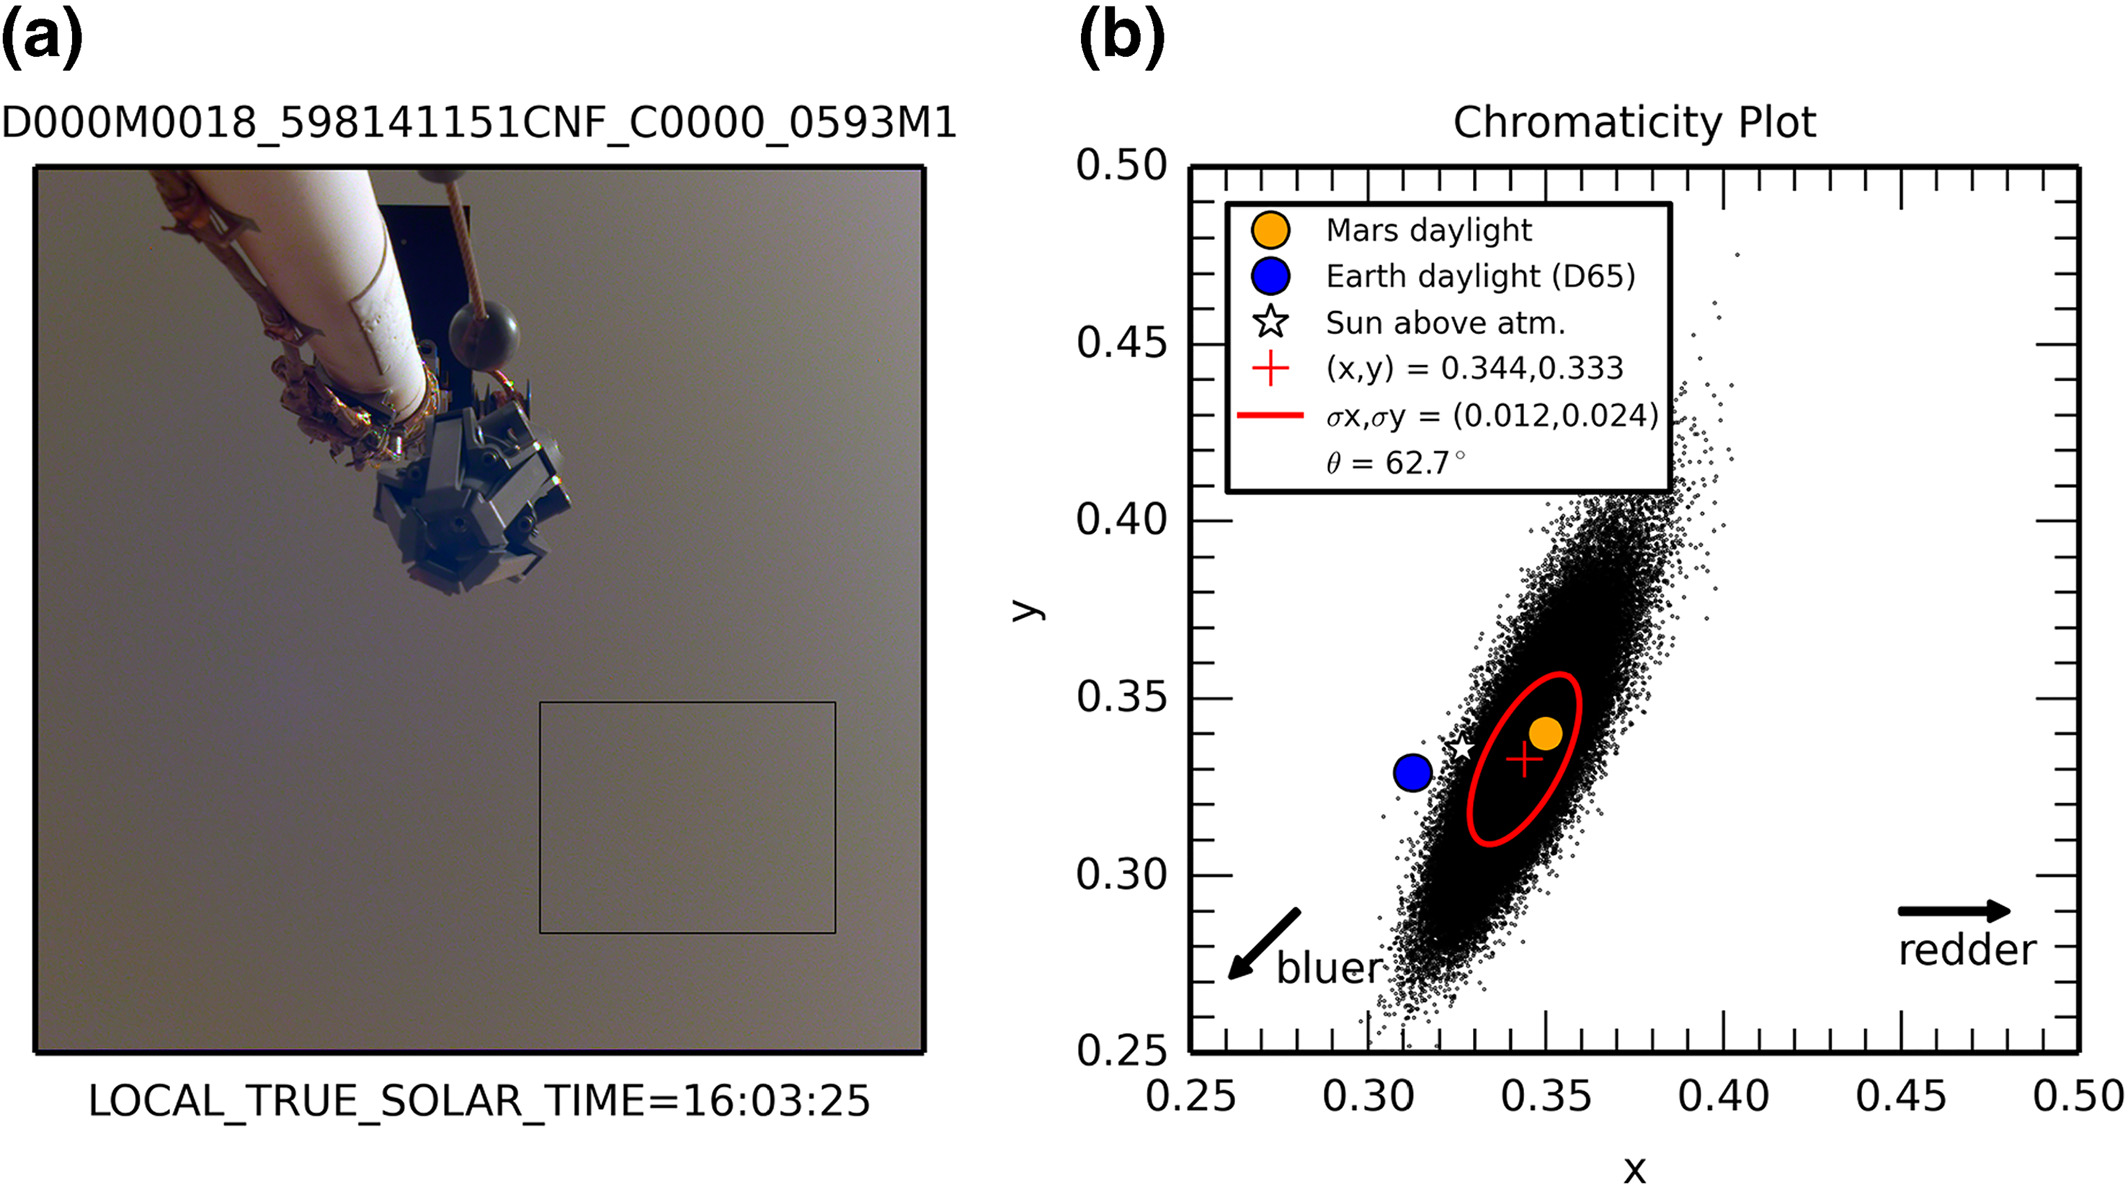 (a)
D000M0018_598141151CNF_C0000_0593M1
LOCAL_TRUE_SOLAR_TIME=16:03:25
(b)
Chromaticity Plot
Mars daylight
Earth daylight (D65)
Sun above atm.
(x,y) = 0.344,0.333
σx,σy = (0.012,0.024)
θ = 62.7°
0.50
0.45
0.40
0.35
0.30
0.25
y
bluer
redder
0.25 0.30 0.35 0.40 0.45 0.50
x